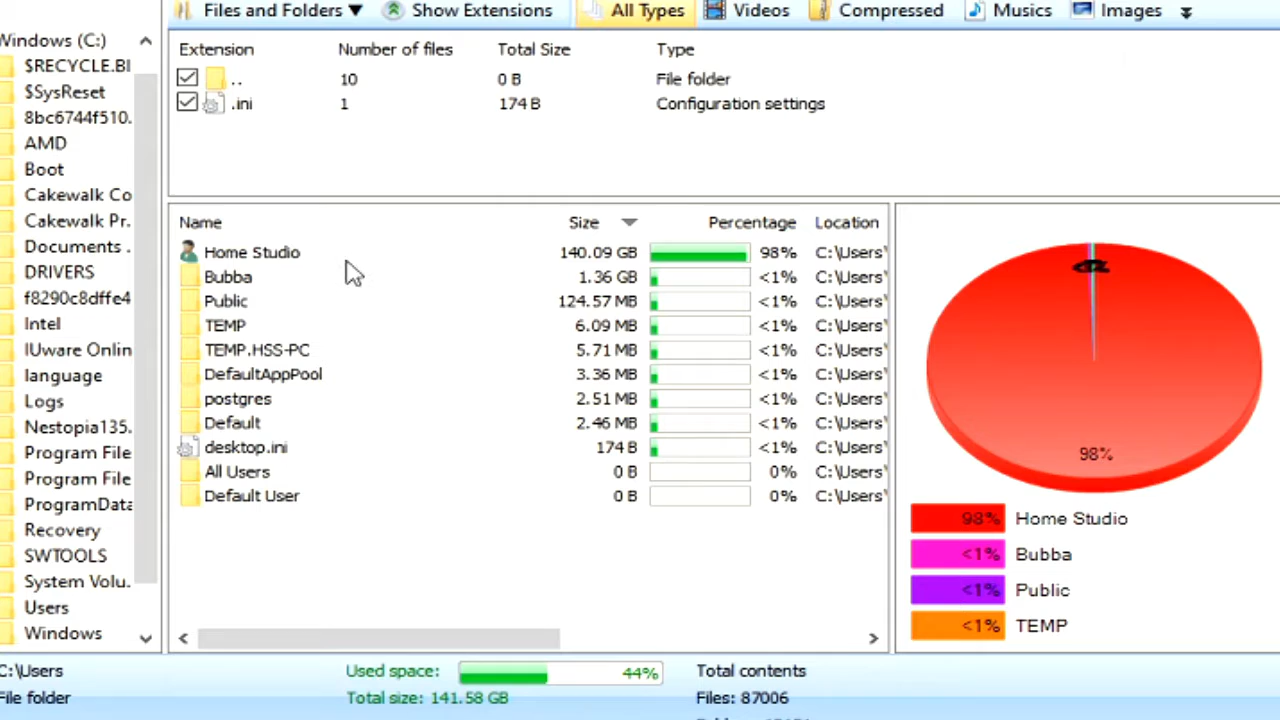 Files and Folders ▼ Show Extensions All Types Videos Compressed Musics Images
Windows (C:)
$RECYCLE.BI
$SysReset
8bc6744f510.
AMD
Boot
Cakewalk Co
Cakewalk Pr.
Documents .
DRIVERS
f8290c8dffe4
Intel
IUware Onlin
language
Logs
Nestopia135.
Program File
Program File
ProgramData
Recovery
SWTOOLS
System Volu.
Users
Windows
Extension Number of files Total Size Type
.. 10 0 B File folder
.ini 1 174 B Configuration settings
Name Size Percentage Location
Home Studio 140.09 GB 98% C:\Users\
Bubba 1.36 GB <1% C:\Users\
Public 124.57 MB <1% C:\Users\
TEMP 6.09 MB <1% C:\Users\
TEMP.HSS-PC 5.71 MB <1% C:\Users\
DefaultAppPool 3.36 MB <1% C:\Users\
postgres 2.51 MB <1% C:\Users\
Default 2.46 MB <1% C:\Users\
desktop.ini 174 B <1% C:\Users\
All Users 0 B 0% C:\Users\
Default User 0 B 0% C:\Users\
98%
98% Home Studio
<1% Bubba
<1% Public
<1% TEMP
C:\Users Used space: 44% Total contents
File folder Total size: 141.58 GB Files: 87006